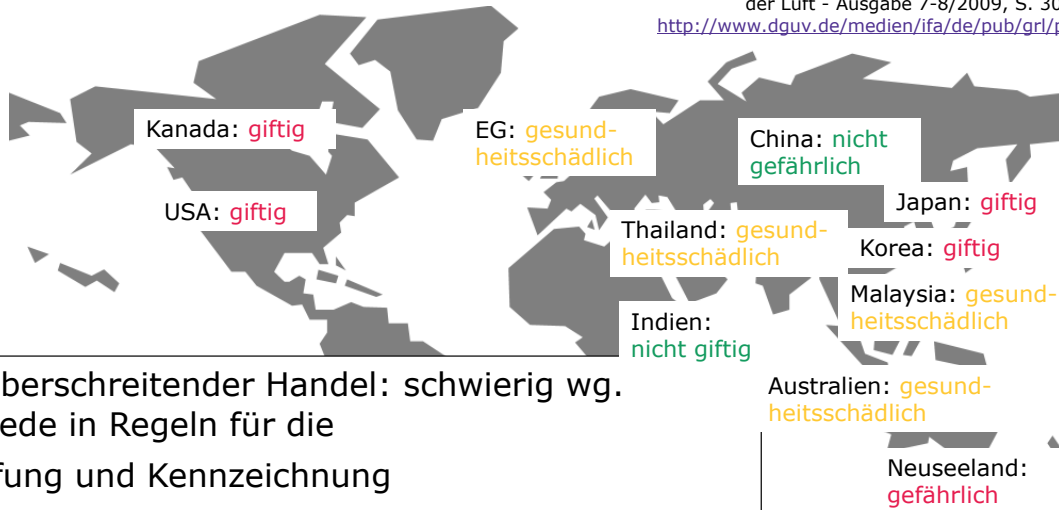 der Luft - Ausgabe 7-8/2009, S. 30
http://www.dguv.de/medien/ifa/de/pub/grl/p
Kanada: giftig
EG: gesund-
heitsschädlich
China: nicht
gefährlich
USA: giftig
Japan: giftig
Thailand: gesund-
heitsschädlich
Korea: giftig
Malaysia: gesund-
heitsschädlich
Indien:
nicht giftig
berschreitender Handel: schwierig wg.
ede in Regeln für die
fung und Kennzeichnung
Australien: gesund-
heitsschädlich
Neuseeland:
gefährlich